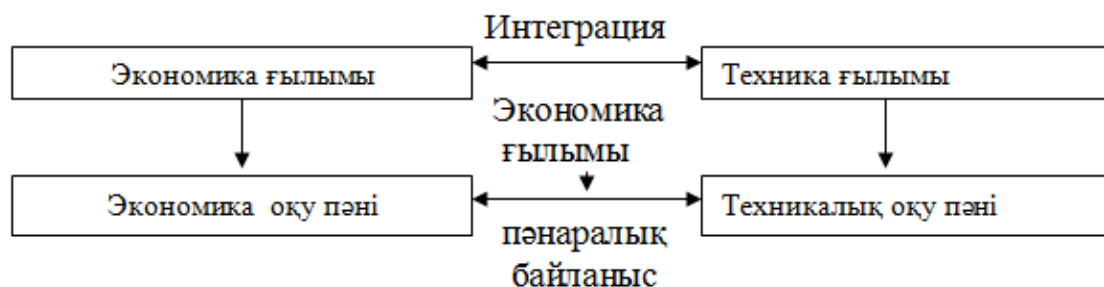 Интеграция
Экономика ғылымы
Техника ғылымы
Экономика
ғылымы
Экономика оқу пәні
Техникалық оқу пәні
пәнаралық
байланыс